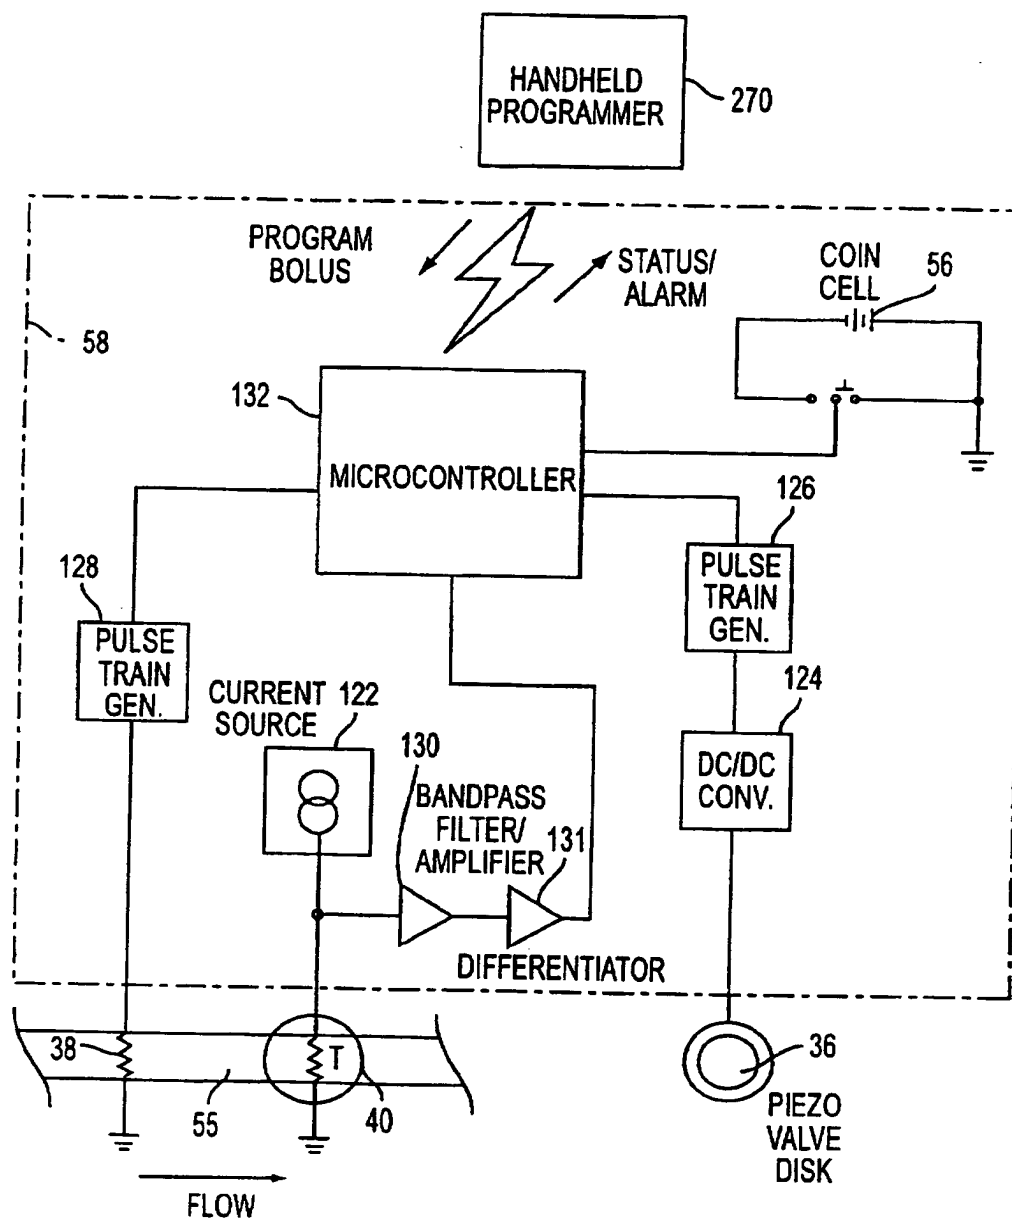 HANDHELD
PROGRAMMER
270
PROGRAM
BOLUS
STATUS/
ALARM
COIN
CELL
56
58
132
MICROCONTROLLER
126
PULSE
TRAIN
GEN.
128
PULSE
TRAIN
GEN.
CURRENT
SOURCE
122
124
DC/DC
CONV.
130
BANDPASS
FILTER/
AMPLIFIER
131
DIFFERENTIATOR
38
T
55
40
36
PIEZO
VALVE
DISK
FLOW